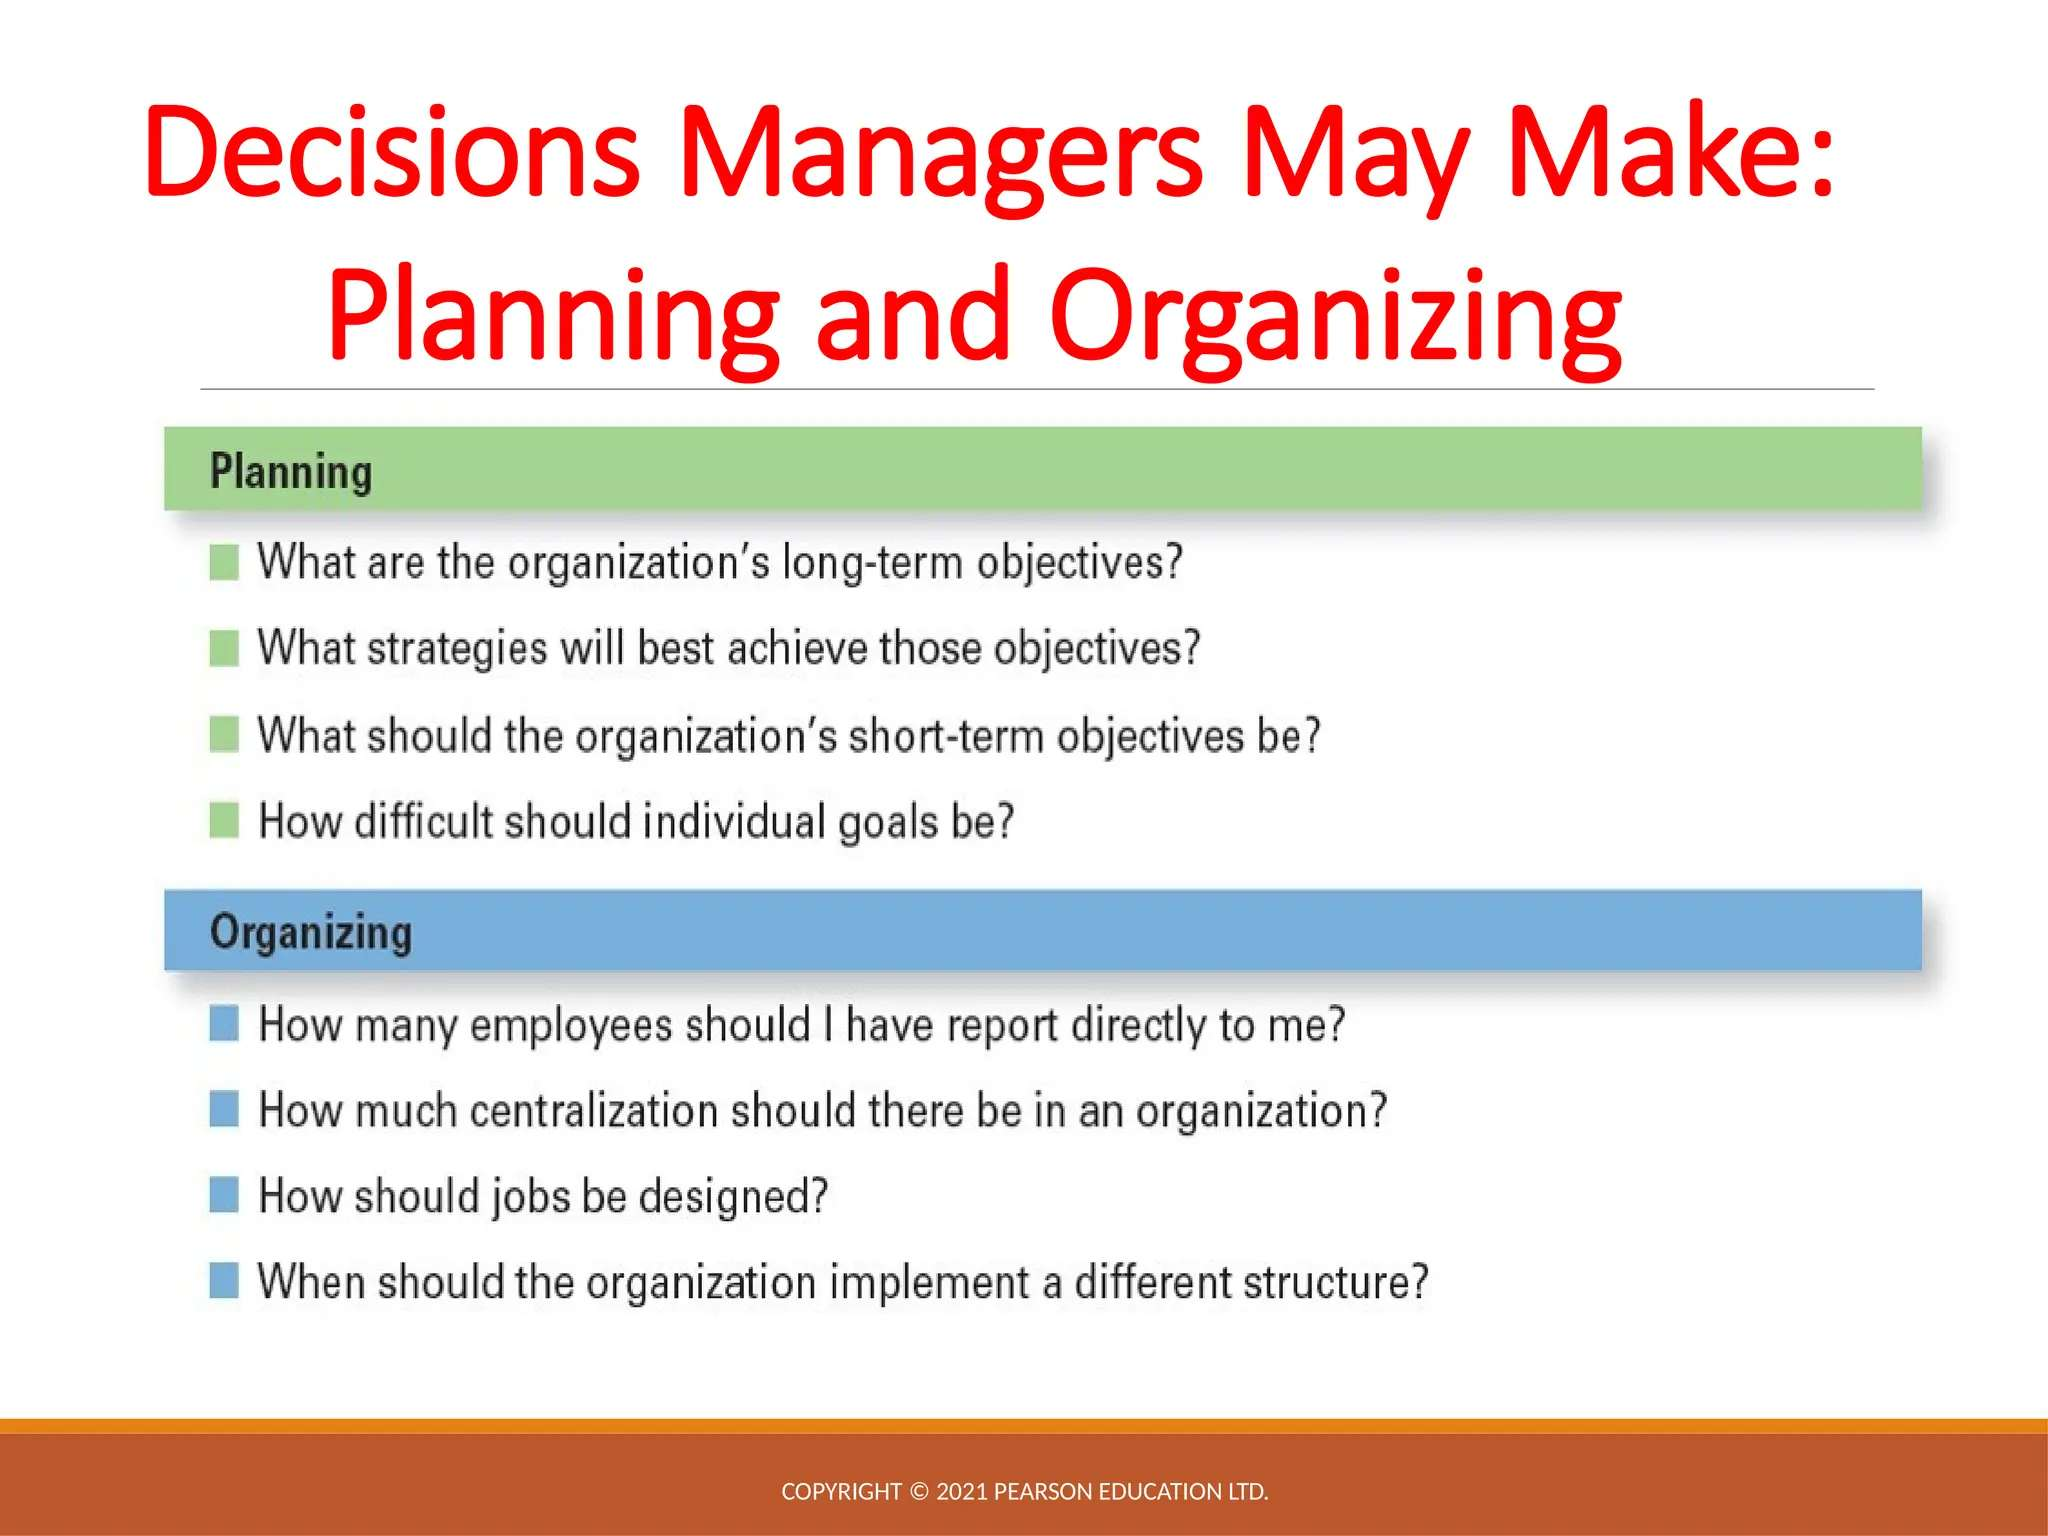 Decisions Managers May Make:
Planning and Organizing
Planning
What are the organization’s long-term objectives?
What strategies will best achieve those objectives?
What should the organization’s short-term objectives be?
How difficult should individual goals be?
Organizing
How many employees should I have report directly to me?
How much centralization should there be in an organization?
How should jobs be designed?
When should the organization implement a different structure?
COPYRIGHT © 2021 PEARSON EDUCATION LTD.